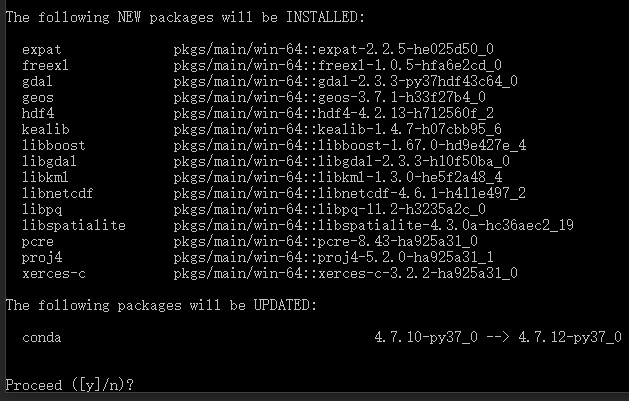 The following NEW packages will be INSTALLED:
expat pkgs/main/win-64::expat-2.2.5-he025d50_0
freexl pkgs/main/win-64::freexl-1.0.5-hfa6e2cd_0
gdal pkgs/main/win-64::gdal-2.3.3-py37hdf43c64_0
geos pkgs/main/win-64::geos-3.7.1-h33f27b4_0
hdf4 pkgs/main/win-64::hdf4-4.2.13-h712560f_2
kealib pkgs/main/win-64::kealib-1.4.7-h07cbb95_6
libboost pkgs/main/win-64::libboost-1.67.0-hd9e427e_4
libgdal pkgs/main/win-64::libgdal-2.3.3-h10f50ba_0
libkml pkgs/main/win-64::libkml-1.3.0-he5f2a48_4
libnetcdf pkgs/main/win-64::libnetcdf-4.6.1-h411e497_2
libpq pkgs/main/win-64::libpq-11.2-h3235a2c_0
libspatialite pkgs/main/win-64::libspatialite-4.3.0a-hc36aec2_19
pcre pkgs/main/win-64::pcre-8.43-ha925a31_0
proj4 pkgs/main/win-64::proj4-5.2.0-ha925a31_1
xerces-c pkgs/main/win-64::xerces-c-3.2.2-ha925a31_0
The following packages will be UPDATED:
conda 4.7.10-py37_0 --> 4.7.12-py37_0
Proceed ([y]/n)?